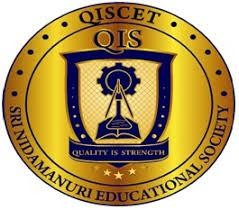 QISCET
QIS
QUALITY IS STRENGTH
SRI NIDAMANURI EDUCATIONAL SOCIETY